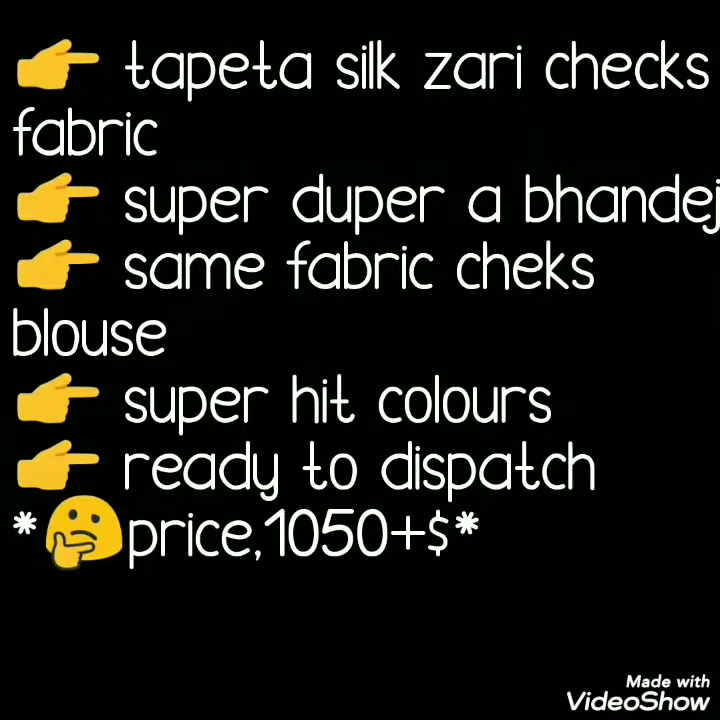 👉 tapeta silk zari checks
fabric
👉 super duper a bhandej
👉 same fabric cheks
blouse
👉 super hit colours
👉 ready to dispatch
*🤔price,1050+$*
Made with
VideoShow